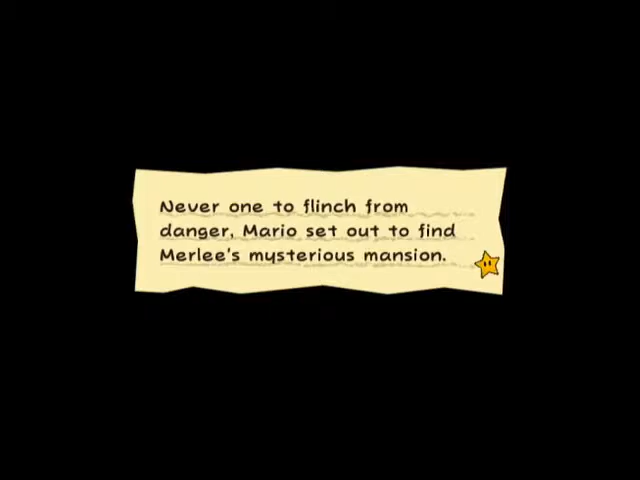 Never one to flinch from
danger, Mario set out to find
Merlee's mysterious mansion.